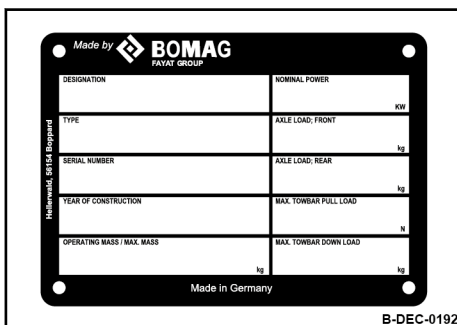 Made by BOMAG
FAYAT GROUP
Hellerwald, 56154 Boppard
DESIGNATION
NOMINAL POWER
KW
TYPE
AXLE LOAD; FRONT
kg
SERIAL NUMBER
AXLE LOAD; REAR
kg
YEAR OF CONSTRUCTION
MAX. TOWBAR PULL LOAD
N
OPERATING MASS / MAX. MASS
kg
MAX. TOWBAR DOWN LOAD
kg
Made in Germany
B-DEC-0192